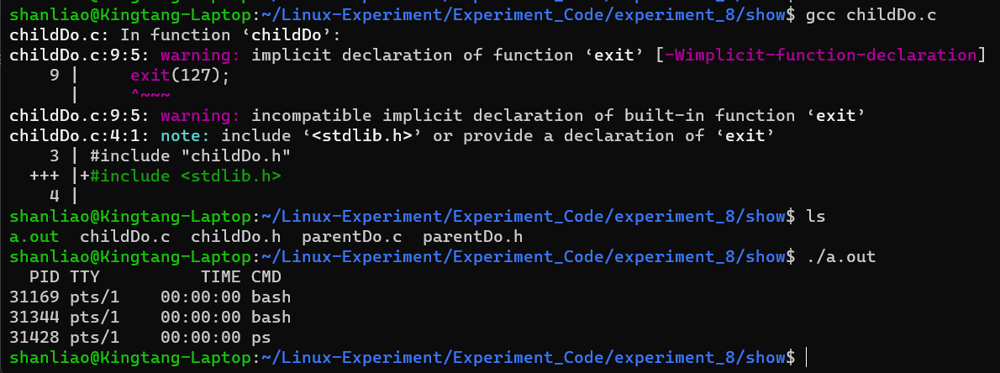 shanliao@Kingtang-Laptop:~/Linux-Experiment/Experiment_Code/experiment_8/show$ gcc childDo.c
childDo.c: In function ‘childDo’:
childDo.c:9:5: warning: implicit declaration of function ‘exit’ [-Wimplicit-function-declaration]
    9 |     exit(127);
      |     ^~~~
childDo.c:9:5: warning: incompatible implicit declaration of built-in function ‘exit’
childDo.c:4:1: note: include ‘<stdlib.h>’ or provide a declaration of ‘exit’
    3 | #include "childDo.h"
  +++ |+#include <stdlib.h>
    4 |
shanliao@Kingtang-Laptop:~/Linux-Experiment/Experiment_Code/experiment_8/show$ ls
a.out  childDo.c  childDo.h  parentDo.c  parentDo.h
shanliao@Kingtang-Laptop:~/Linux-Experiment/Experiment_Code/experiment_8/show$ ./a.out
  PID TTY          TIME CMD
31169 pts/1    00:00:00 bash
31344 pts/1    00:00:00 bash
31428 pts/1    00:00:00 ps
shanliao@Kingtang-Laptop:~/Linux-Experiment/Experiment_Code/experiment_8/show$